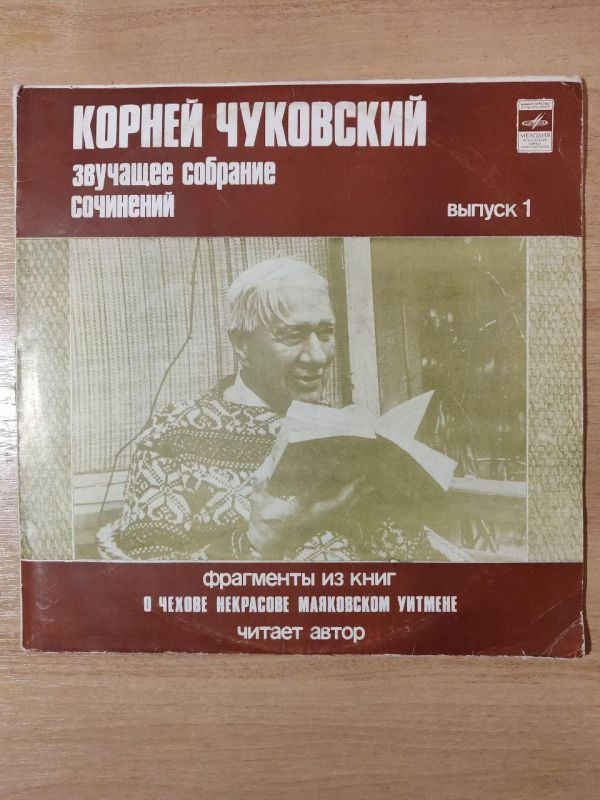 КОРНЕЙ ЧУКОВСКИЙ
звучащее собрание
сочинений
выпуск 1
МЕЛОДИЯ
фрагменты из книг
О ЧЕХОВЕ НЕКРАСОВЕ МАЯКОВСКОМ УИТМЕНЕ
читает автор